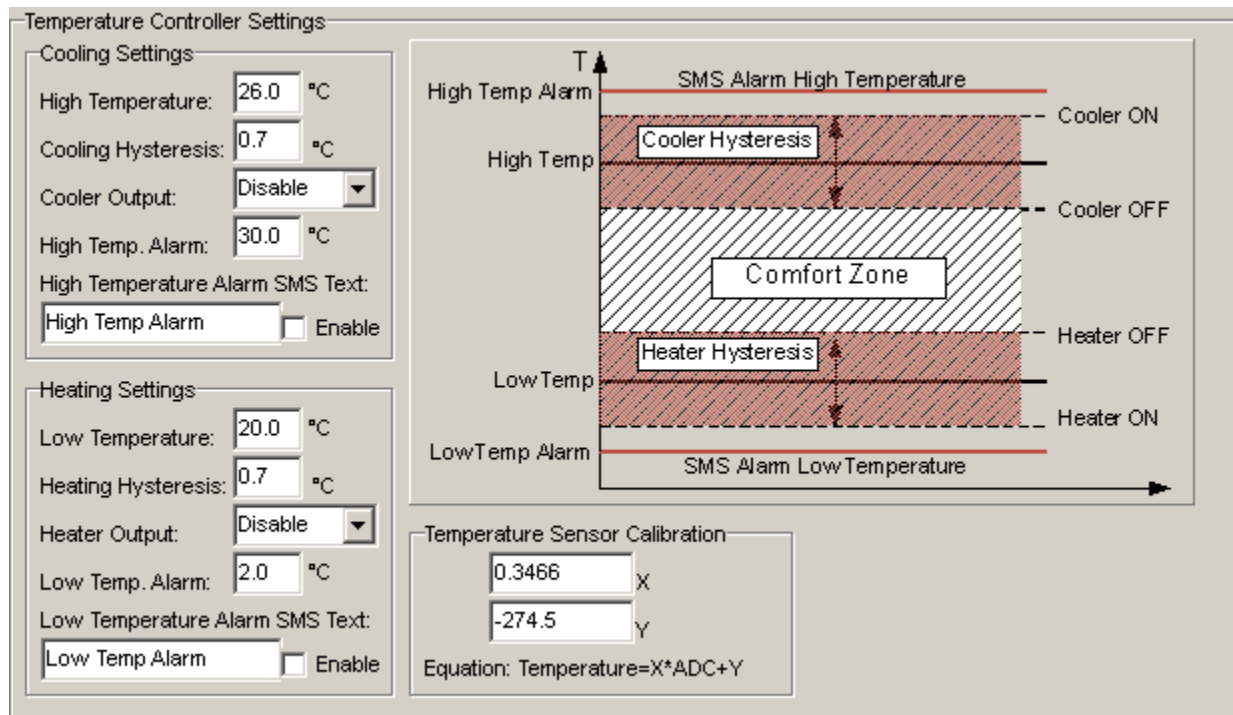 Temperature Controller Settings
Cooling Settings
High Temperature: 26.0 °C
Cooling Hysteresis: 0.7 °C
Cooler Output: Disable
High Temp. Alarm: 30.0 °C
High Temperature Alarm SMS Text:
High Temp Alarm Enable
Heating Settings
Low Temperature: 20.0 °C
Heating Hysteresis: 0.7 °C
Heater Output: Disable
Low Temp. Alarm: 2.0 °C
Low Temperature Alarm SMS Text:
Low Temp Alarm Enable
T
High Temp Alarm SMS Alarm High Temperature
Cooler ON
Cooler Hysteresis
High Temp
Cooler OFF
Comfort Zone
Heater OFF
Heater Hysteresis
Low Temp
Heater ON
Low Temp Alarm
SMS Alarm Low Temperature
Temperature Sensor Calibration
0.3466 X
-274.5 Y
Equation: Temperature=X*ADC+Y